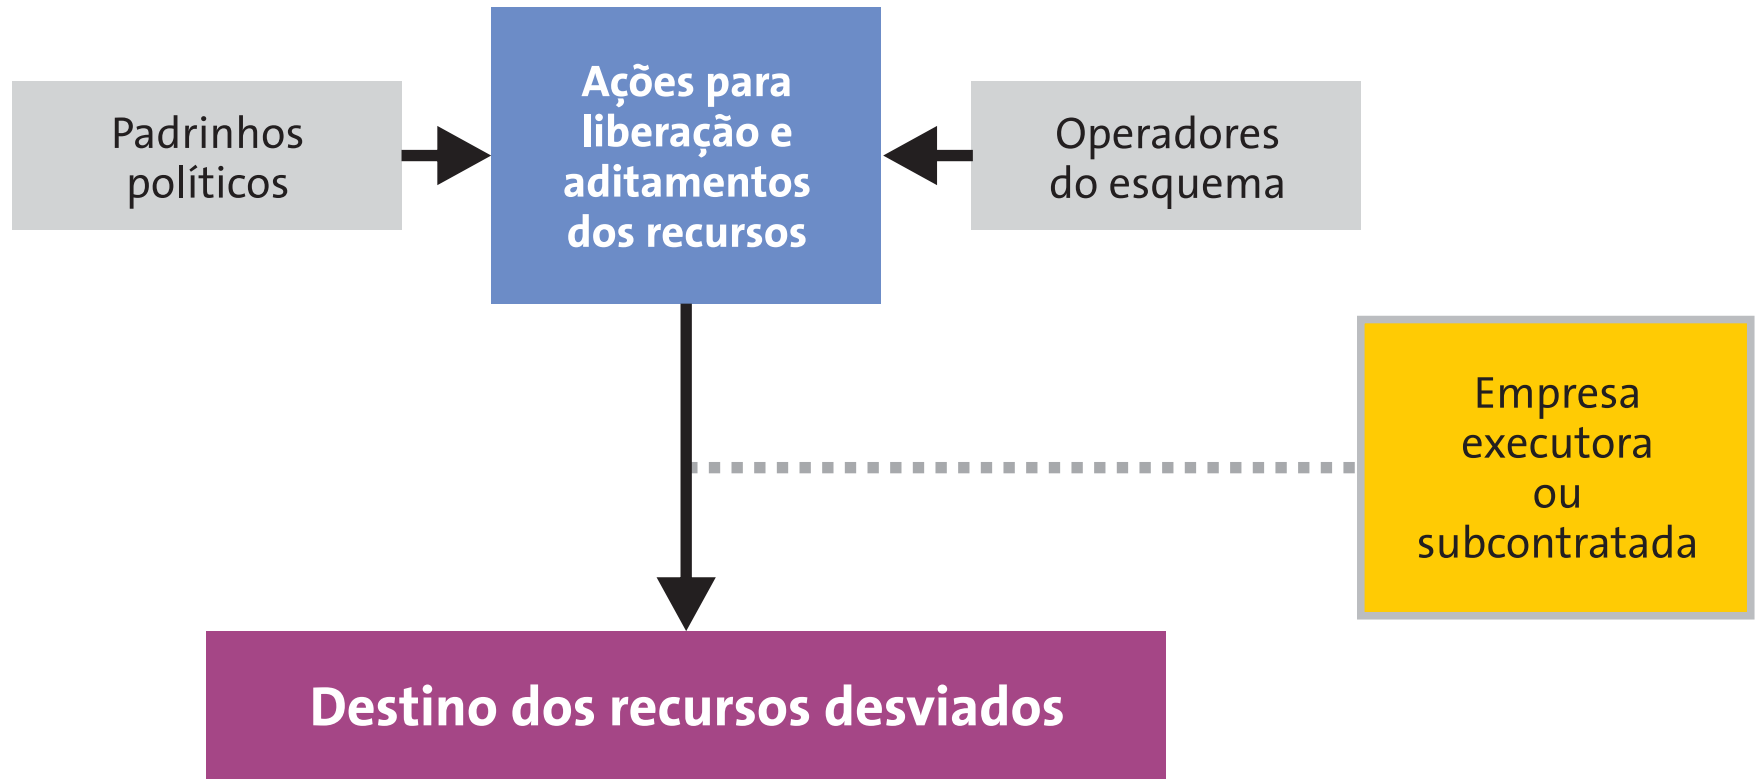 Padrinhos
políticos
Ações para
liberação e
aditamentos
dos recursos
Operadores
do esquema
Empresa
executora
ou
subcontratada
Destino dos recursos desviados